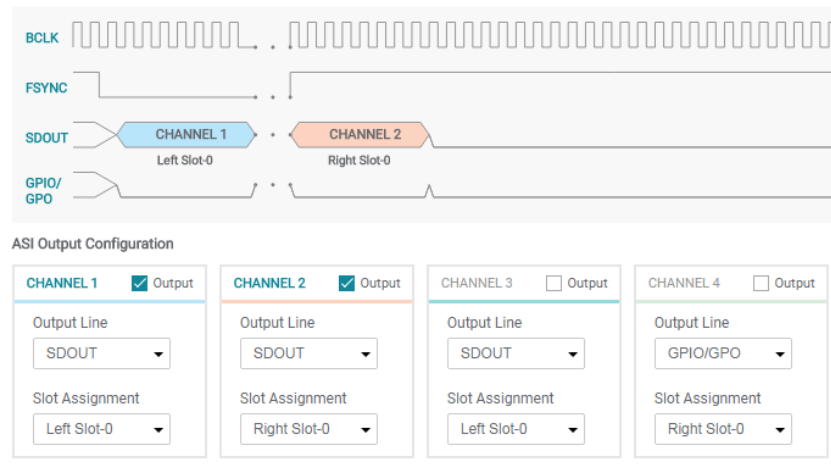 BCLK
FSYNC
SDOUT CHANNEL 1 CHANNEL 2
Left Slot-0 Right Slot-0
GPIO/
GPO
ASI Output Configuration
CHANNEL 1 Output CHANNEL 2 Output CHANNEL 3 Output CHANNEL 4 Output
Output Line Output Line Output Line Output Line
SDOUT SDOUT SDOUT GPIO/GPO
Slot Assignment Slot Assignment Slot Assignment Slot Assignment
Left Slot-0 Right Slot-0 Left Slot-0 Right Slot-0